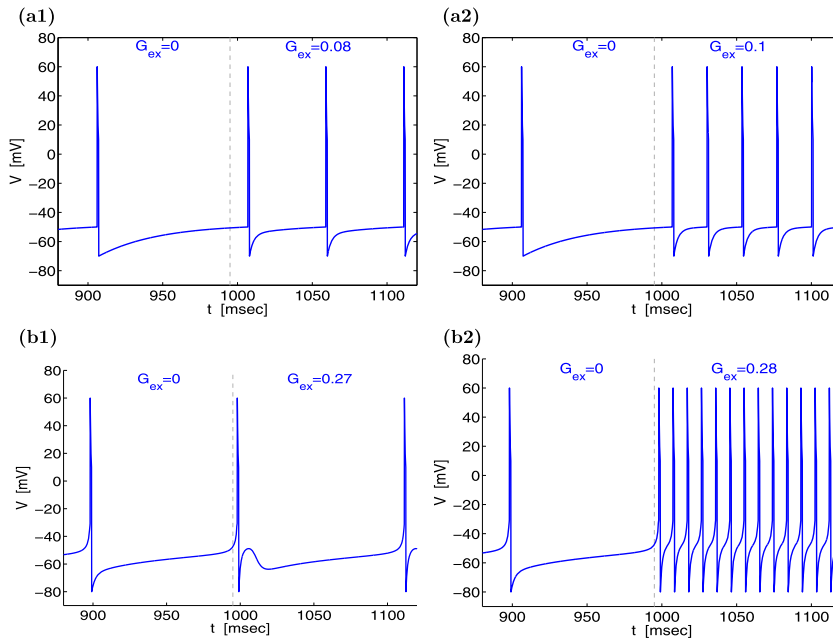 (a1)
G_ex=0 G_ex=0.08
80
60
40
20
0
−20
−40
−60
−80
V [mV]
900 950 1000 1050 1100
t [msec]
(a2)
G_ex=0 G_ex=0.1
80
60
40
20
0
−20
−40
−60
−80
V [mV]
900 950 1000 1050 1100
t [msec]
(b1)
G_ex=0 G_ex=0.27
80
60
40
20
0
−20
−40
−60
−80
V [mV]
900 950 1000 1050 1100
t [msec]
(b2)
G_ex=0 G_ex=0.28
80
60
40
20
0
−20
−40
−60
−80
V [mV]
900 950 1000 1050 1100
t [msec]